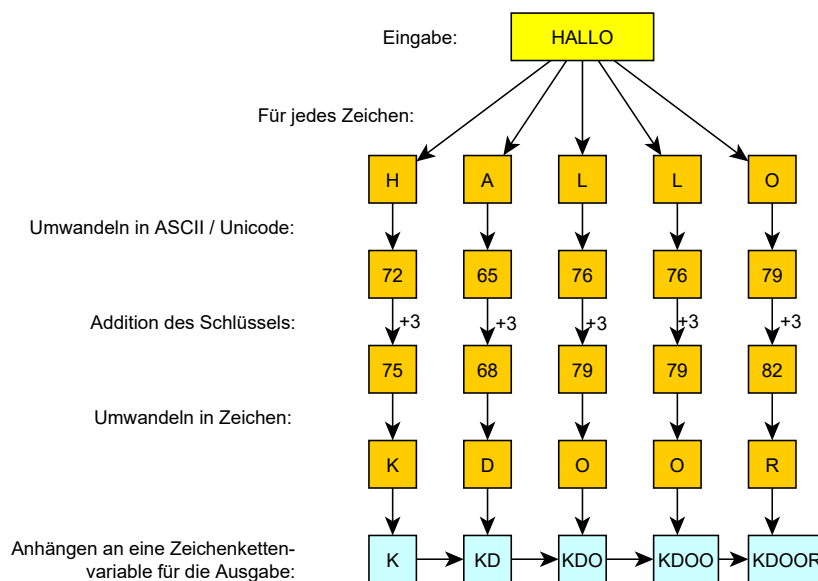 Eingabe:
HALLO
Für jedes Zeichen:
H A L L O
Umwandeln in ASCII / Unicode:
72 65 76 76 79
Addition des Schlüssels:
+3 +3 +3 +3 +3
75 68 79 79 82
Umwandeln in Zeichen:
K D O O R
Anhängen an eine Zeichenketten-
variable für die Ausgabe:
K KD KDO KDOO KDOOR